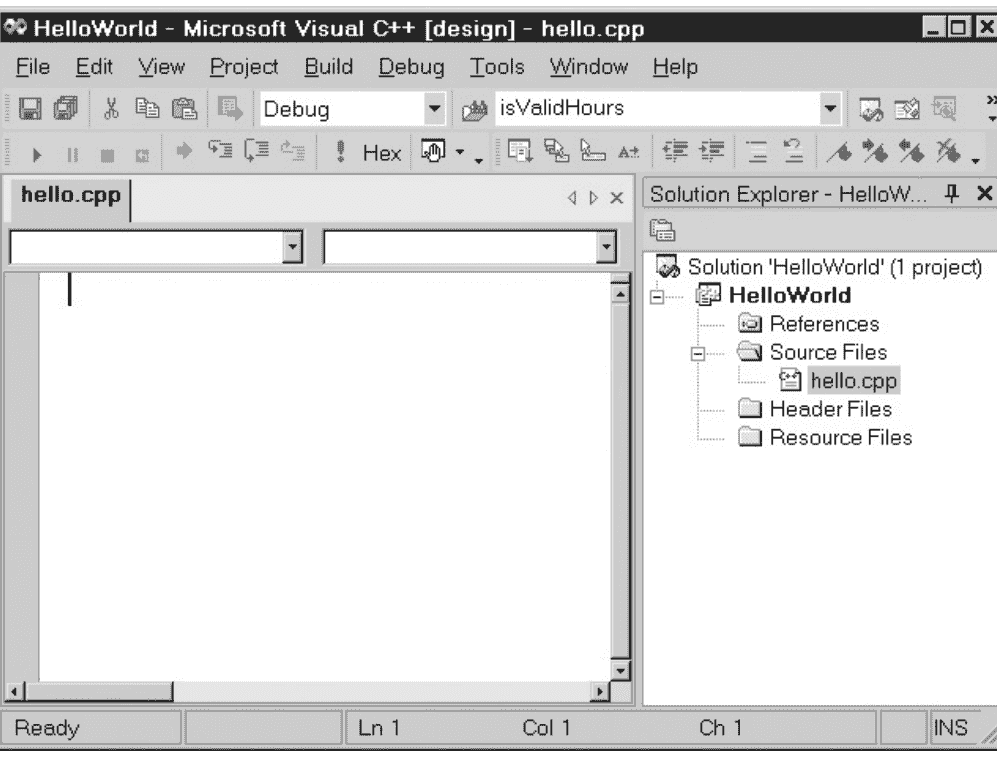 HelloWorld - Microsoft Visual C++ [design] - hello.cpp
File Edit View Project Build Debug Tools Window Help
Debug isValidHours
Hex
hello.cpp
Solution Explorer - HelloW...
Solution 'HelloWorld' (1 project)
HelloWorld
References
Source Files
hello.cpp
Header Files
Resource Files
Ready Ln 1 Col 1 Ch 1 INS